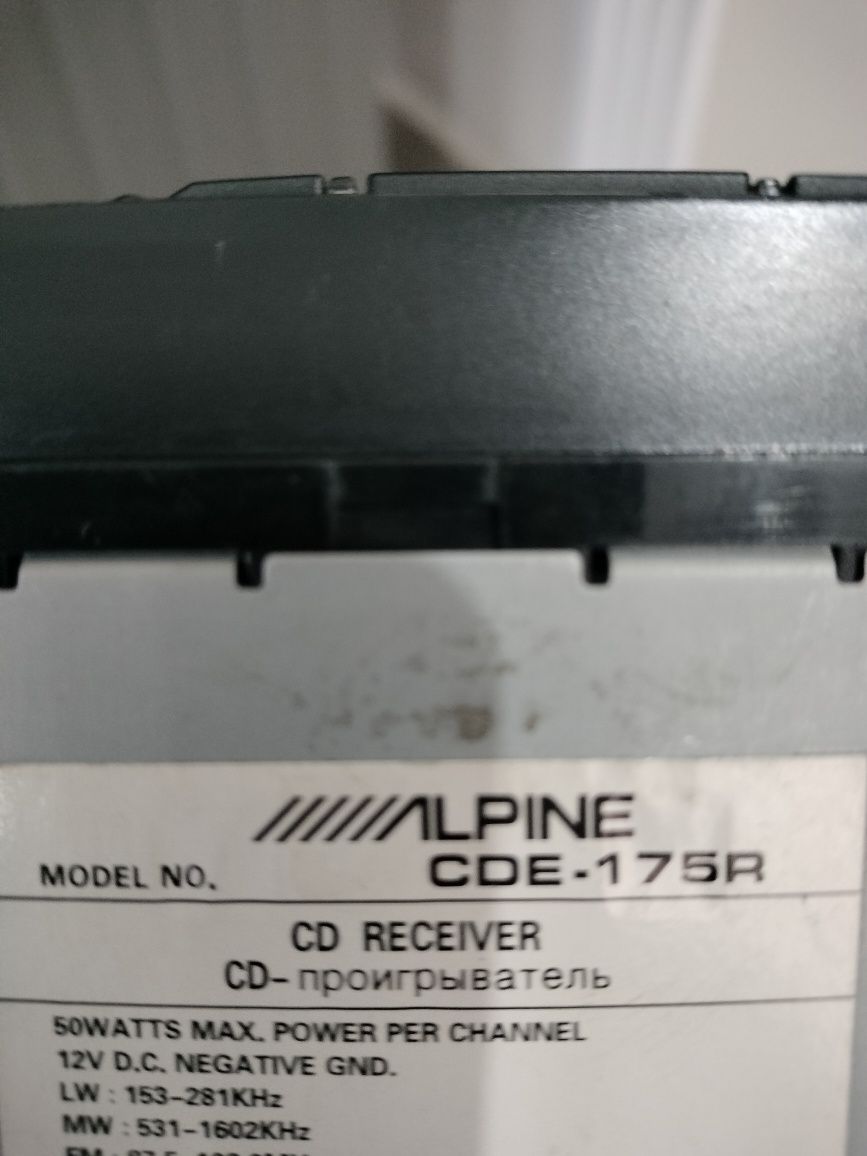 ALPINE
MODEL NO. CDE-175R
CD RECEIVER
CD-проигрыватель
50WATTS MAX. POWER PER CHANNEL
12V D.C. NEGATIVE GND.
LW : 153-281KHz
MW : 531-1602KHz